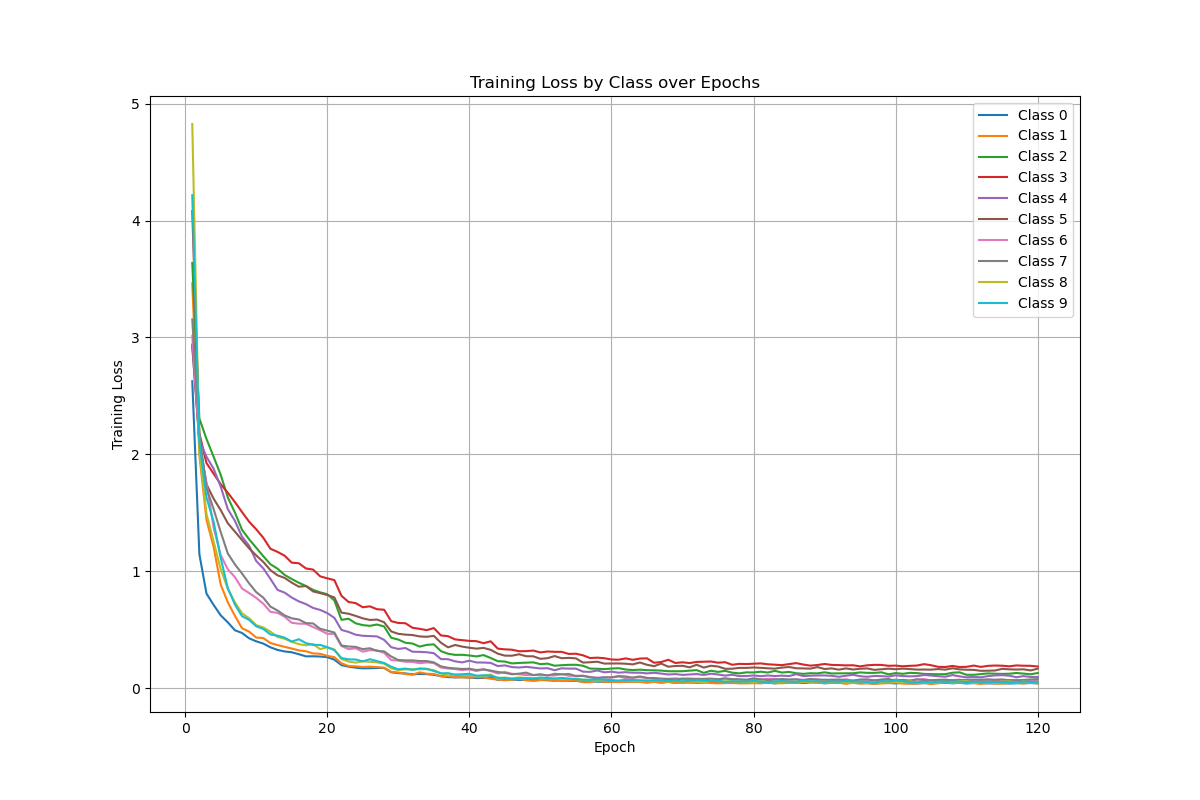 Training Loss by Class over Epochs
5
4
3
2
1
0
Training Loss
0 20 40 60 80 100 120
Epoch
Class 0
Class 1
Class 2
Class 3
Class 4
Class 5
Class 6
Class 7
Class 8
Class 9